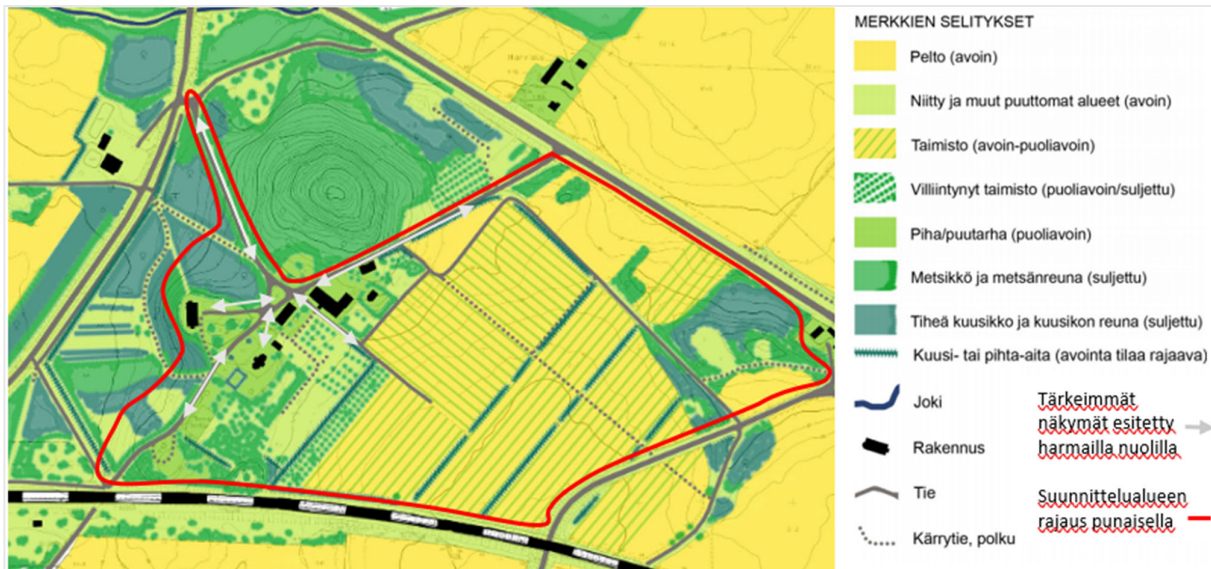 MERKKIEN SELITYKSET
Pelto (avoin)
Niitty ja muut puuttomat alueet (avoin)
Taimisto (avoin-puoliavoin)
Villiintynyt taimisto (puoliavoin/suljettu)
Piha/puutarha (puoliavoin)
Metsikkö ja metsänreuna (suljettu)
Tiheä kuusikko ja kuusikon reuna (suljettu)
Kuusi- tai pihta-aita (avointa tilaa rajaava)
Joki
Rakennus
Tie
Kärrytie, polku
Tärkeimmät
näkymät esitetty
harmailla nuolilla
Suunnittelualueen
rajaus punaisella